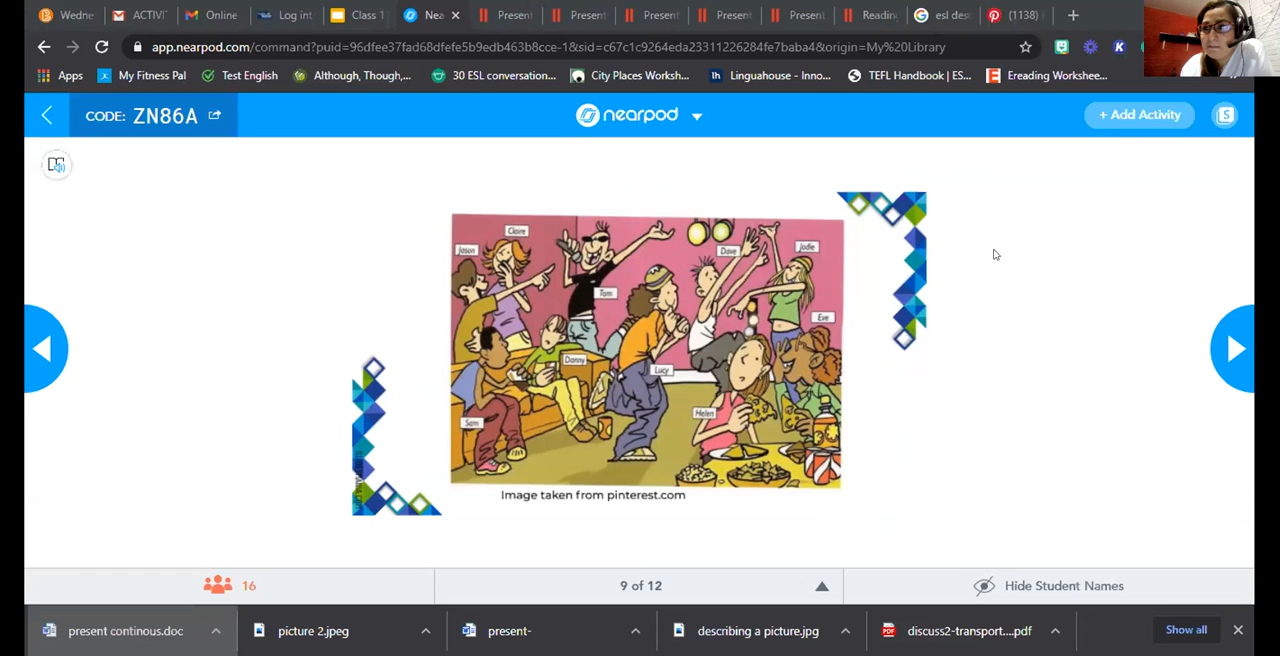 Wedne
ACTIVI
Online
Log int
Class 1
Nea
Present
Present
Present
Present
Present
Reading
esl des
(1138)
app.nearpod.com/command?puid=96dfee37fad68dfefe5b9edb463b8cce-1&sid=c67c1c9264eda23311226284fe7baba4&origin=My%20Library
Apps
My Fitness Pal
Test English
Although, Though,...
30 ESL conversation...
City Places Worksh...
Linguahouse - Inno...
TEFL Handbook | ES...
Ereading Workshee...
CODE: ZN86A
nearpod
+ Add Activity
S
Claire
Jason
Tom
Dave
Jodie
Eve
Danny
Lucy
Helen
Sam
Image taken from pinterest.com
16
9 of 12
Hide Student Names
present continous.doc
picture 2.jpeg
present-
describing a picture.jpg
discuss2-transport....pdf
Show all